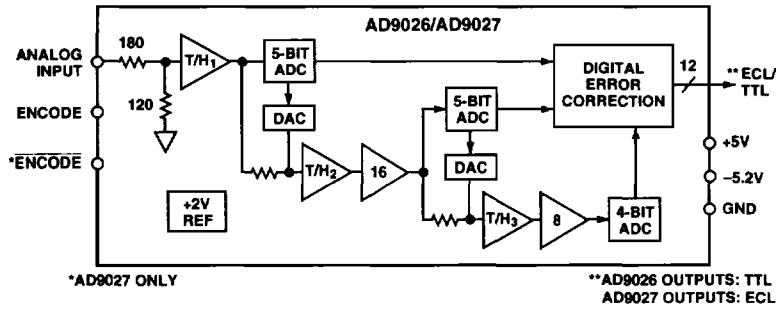 AD9026/AD9027
ANALOG
INPUT
180
120
T/H1
5-BIT
ADC
DAC
ENCODE
*E̅N̅C̅O̅D̅E̅
+2V
REF
T/H2
16
5-BIT
ADC
DAC
T/H3
8
4-BIT
ADC
DIGITAL
ERROR
CORRECTION
12
**ECL/
TTL
+5V
–5.2V
GND
*AD9027 ONLY
**AD9026 OUTPUTS: TTL
AD9027 OUTPUTS: ECL